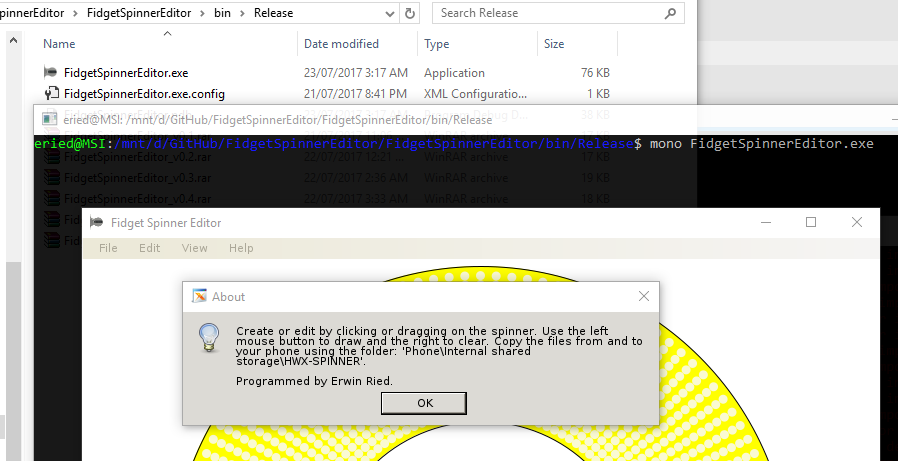 pinnerEditor › FidgetSpinnerEditor › bin › Release
Search Release
Name Date modified Type Size
FidgetSpinnerEditor.exe 23/07/2017 3:17 AM Application 76 KB
FidgetSpinnerEditor.exe.config 21/07/2017 8:41 PM XML Configuratio... 1 KB
eried@MSI: /mnt/d/GitHub/FidgetSpinnerEditor/FidgetSpinnerEditor/bin/Release
eried@MSI:/mnt/d/GitHub/FidgetSpinnerEditor/FidgetSpinnerEditor/bin/Release$ mono FidgetSpinnerEditor.exe
FidgetSpinnerEditor_v0.2.rar 22/07/2017 12:21 WinRAR archive 17 KB
FidgetSpinnerEditor_v0.3.rar 22/07/2017 2:36 AM WinRAR archive 19 KB
FidgetSpinnerEditor_v0.4.rar 22/07/2017 3:33 AM WinRAR archive 18 KB
Fidget Spinner Editor
File Edit View Help
About
Create or edit by clicking or dragging on the spinner. Use the left
mouse button to draw and the right to clear. Copy the files from and to
your phone using the folder: 'Phone\Internal shared
storage\HWX-SPINNER'.
Programmed by Erwin Ried.
OK